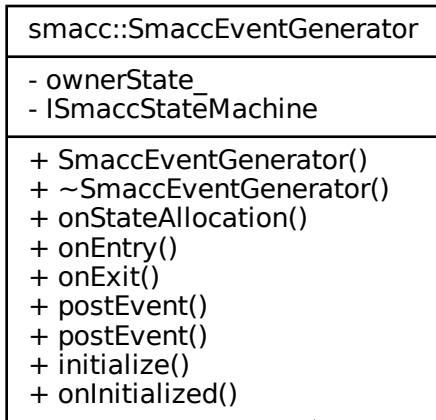 smacc::SmaccEventGenerator
- ownerState_
- ISmaccStateMachine
+ SmaccEventGenerator()
+ ~SmaccEventGenerator()
+ onStateAllocation()
+ onEntry()
+ onExit()
+ postEvent()
+ postEvent()
+ initialize()
+ onInitialized()